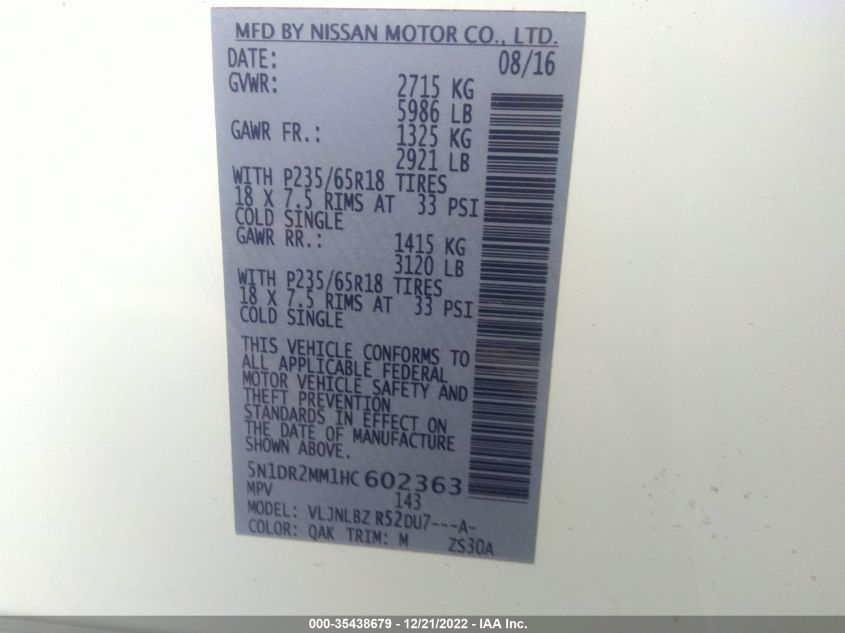 MFD BY NISSAN MOTOR CO., LTD.
DATE: 08/16
GVWR: 2715 KG
5986 LB
GAWR FR.: 1325 KG
2921 LB
WITH P235/65R18 TIRES
18 X 7.5 RIMS AT 33 PSI
COLD SINGLE
GAWR RR.: 1415 KG
3120 LB
WITH P235/65R18 TIRES
18 X 7.5 RIMS AT 33 PSI
COLD SINGLE
THIS VEHICLE CONFORMS TO
ALL APPLICABLE FEDERAL
MOTOR VEHICLE SAFETY AND
THEFT PREVENTION
STANDARDS IN EFFECT ON
THE DATE OF MANUFACTURE
SHOWN ABOVE.
5N1DR2MM1HC602363
MPV 143
MODEL: VLJNLBZ R52DU7---A-
COLOR: QAK TRIM: M ZS30A
000-35438679 - 12/21/2022 - IAA Inc.